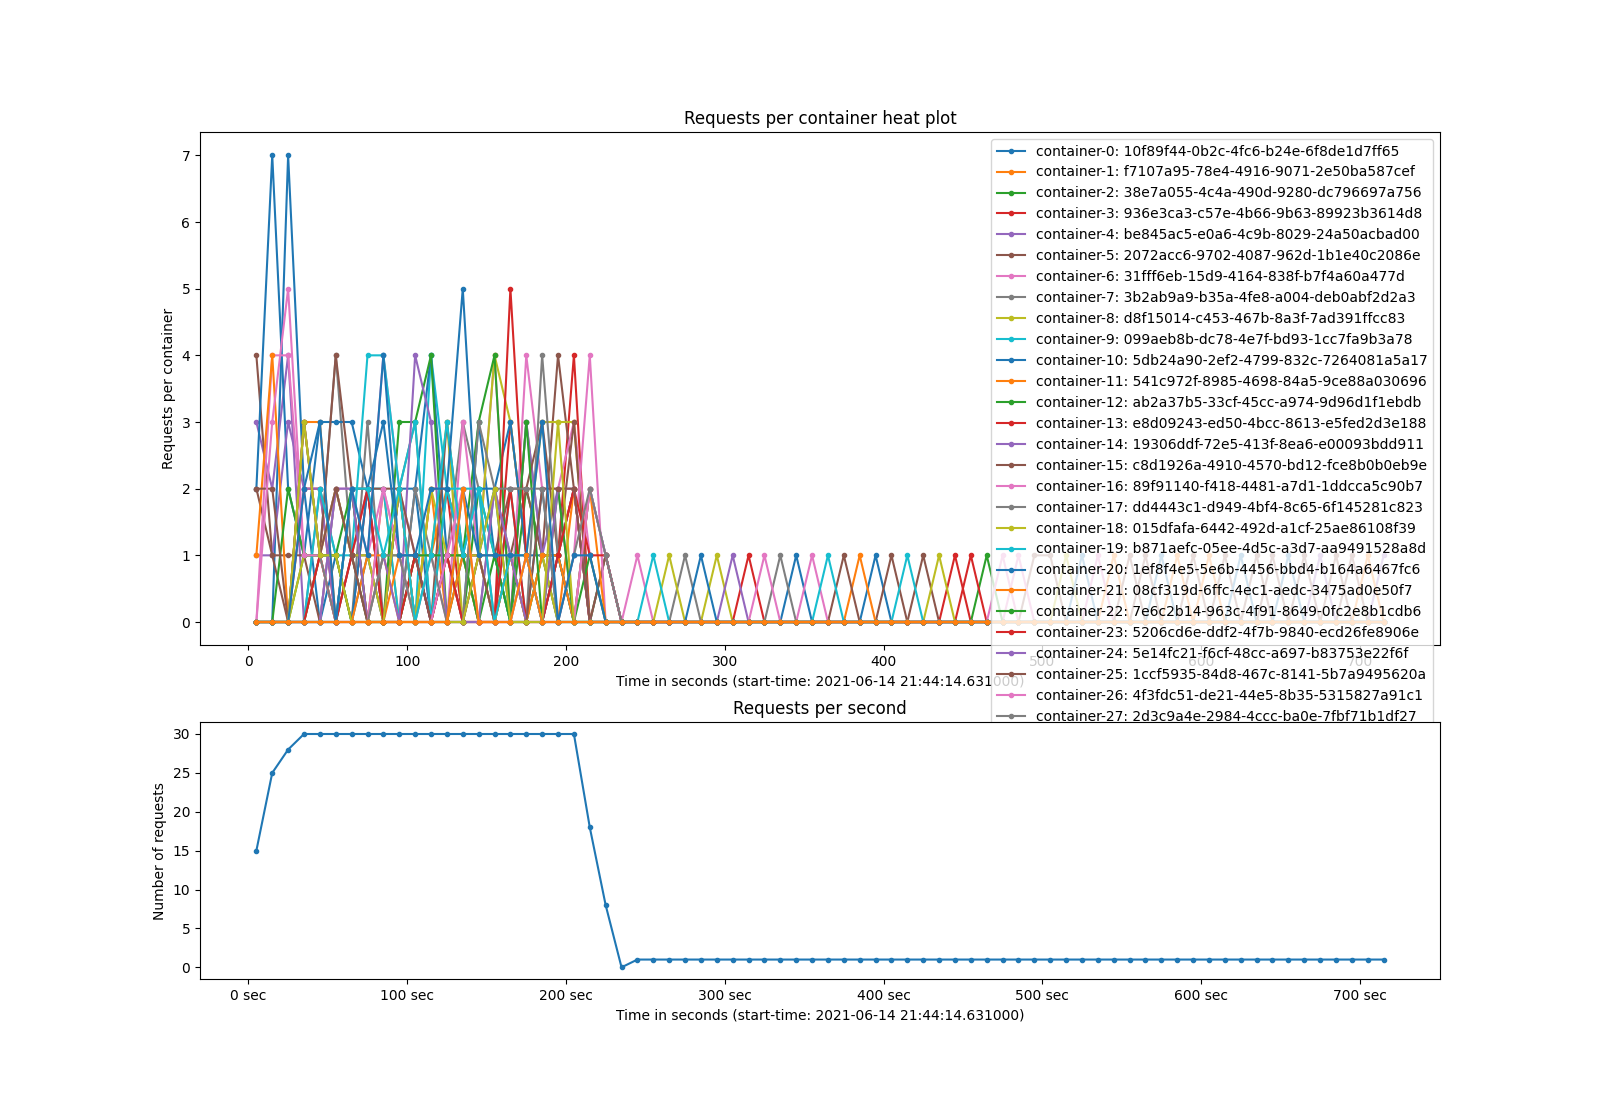 Requests per container heat plot
Requests per container
7
6
5
4
3
2
1
0
container-0: 10f89f44-0b2c-4fc6-b24e-6f8de1d7ff65
container-1: f7107a95-78e4-4916-9071-2e50ba587cef
container-2: 38e7a055-4c4a-490d-9280-dc796697a756
container-3: 936e3ca3-c57e-4b66-9b63-89923b3614d8
container-4: be845ac5-e0a6-4c9b-8029-24a50acbad00
container-5: 2072acc6-9702-4087-962d-1b1e40c2086e
container-6: 31fff6eb-15d9-4164-838f-b7f4a60a477d
container-7: 3b2ab9a9-b35a-4fe8-a004-deb0abf2d2a3
container-8: d8f15014-c453-467b-8a3f-7ad391ffcc83
container-9: 099aeb8b-dc78-4e7f-bd93-1cc7fa9b3a78
container-10: 5db24a90-2ef2-4799-832c-7264081a5a17
container-11: 541c972f-8985-4698-84a5-9ce88a030696
container-12: ab2a37b5-33cf-45cc-a974-9d96d1f1ebdb
container-13: e8d09243-ed50-4bcc-8613-e5fed2d3e188
container-14: 19306ddf-72e5-413f-8ea6-e00093bdd911
container-15: c8d1926a-4910-4570-bd12-fce8b0b0eb9e
container-16: 89f91140-f418-4481-a7d1-1ddcca5c90b7
container-17: dd4443c1-d949-4bf4-8c65-6f145281c823
container-18: 015dfafa-6442-492d-a1cf-25ae86108f39
container-19: b871aefc-05ee-4d5c-a3d7-aa9491528a8d
container-20: 1ef8f4e5-5e6b-4456-bbd4-b164a6467fc6
container-21: 08cf319d-6ffc-4ec1-aedc-3475ad0e50f7
container-22: 7e6c2b14-963c-4f91-8649-0fc2e8b1cdb6
container-23: 5206cd6e-ddf2-4f7b-9840-ecd26fe8906e
container-24: 5e14fc21-f6cf-48cc-a697-b83753e22f6f
container-25: 1ccf5935-84d8-467c-8141-5b7a9495620a
container-26: 4f3fdc51-de21-44e5-8b35-5315827a91c1
container-27: 2d3c9a4e-2984-4ccc-ba0e-7fbf71b1df27
0 100 200 300 400 500 600 700
Time in seconds (start-time: 2021-06-14 21:44:14.631000)
Requests per second
Number of requests
30
25
20
15
10
5
0
0 sec 100 sec 200 sec 300 sec 400 sec 500 sec 600 sec 700 sec
Time in seconds (start-time: 2021-06-14 21:44:14.631000)